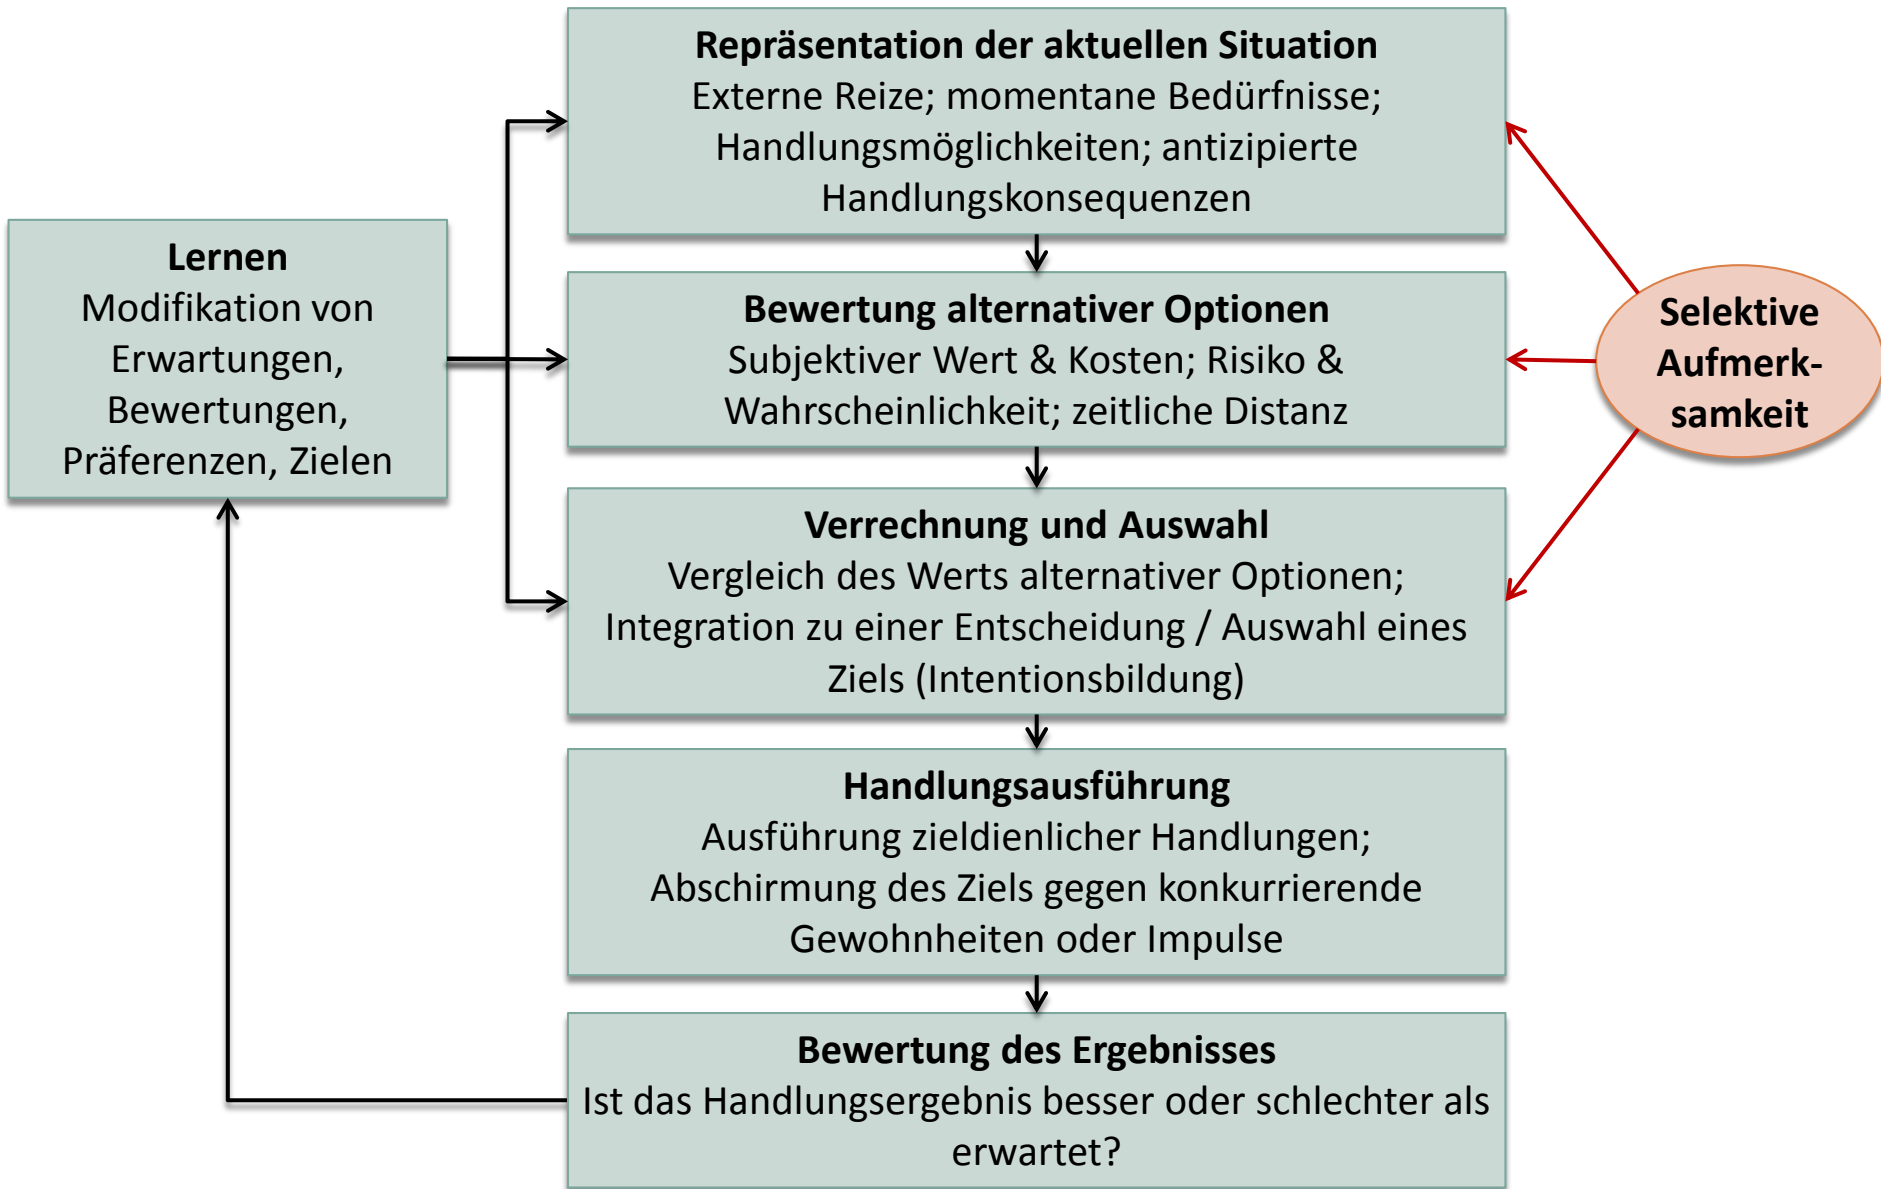 Repräsentation der aktuellen Situation
Externe Reize; momentane Bedürfnisse;
Handlungsmöglichkeiten; antizipierte
Handlungskonsequenzen
Lernen
Modifikation von
Erwartungen,
Bewertungen,
Präferenzen, Zielen
Bewertung alternativer Optionen
Subjektiver Wert & Kosten; Risiko &
Wahrscheinlichkeit; zeitliche Distanz
Selektive
Aufmerk-
samkeit
Verrechnung und Auswahl
Vergleich des Werts alternativer Optionen;
Integration zu einer Entscheidung / Auswahl eines
Ziels (Intentionsbildung)
Handlungsausführung
Ausführung zieldienlicher Handlungen;
Abschirmung des Ziels gegen konkurrierende
Gewohnheiten oder Impulse
Bewertung des Ergebnisses
Ist das Handlungsergebnis besser oder schlechter als
erwartet?